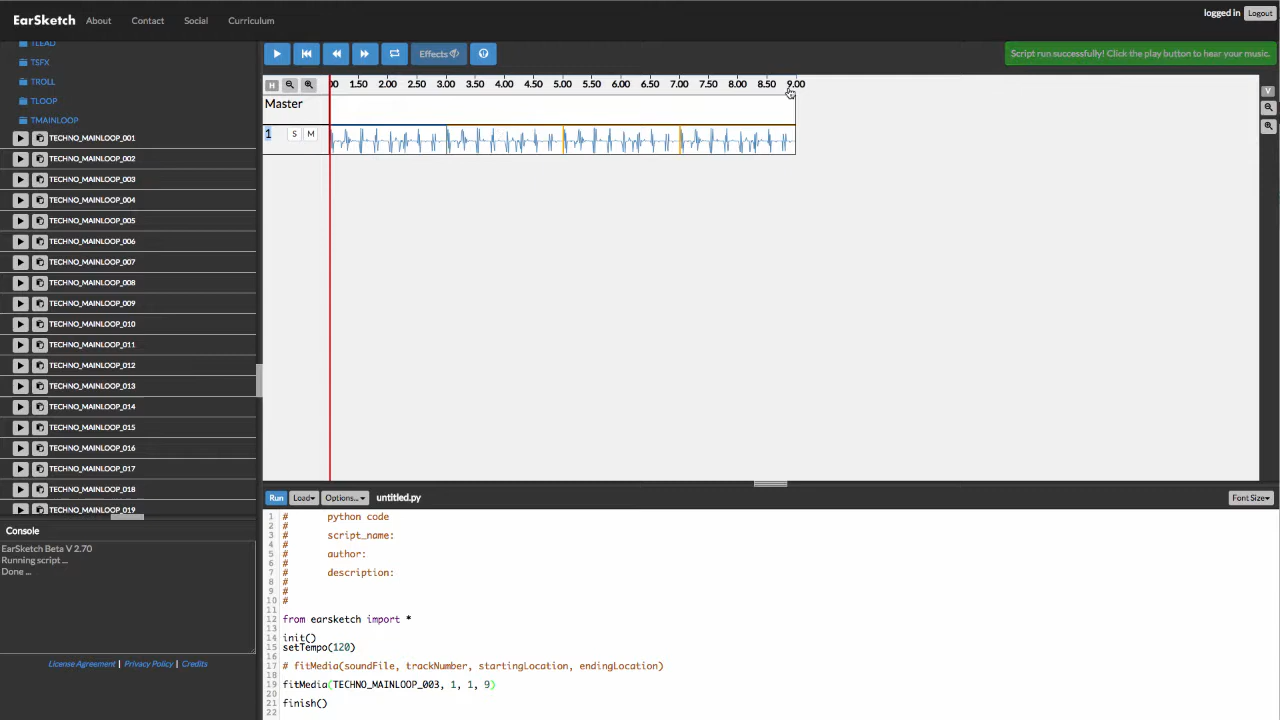 EarSketch About Contact Social Curriculum logged in Logout
TLEAD
TSFX
TROLL
TLOOP
TMAINLOOP
TECHNO_MAINLOOP_001
TECHNO_MAINLOOP_002
TECHNO_MAINLOOP_003
TECHNO_MAINLOOP_004
TECHNO_MAINLOOP_005
TECHNO_MAINLOOP_006
TECHNO_MAINLOOP_007
TECHNO_MAINLOOP_008
TECHNO_MAINLOOP_009
TECHNO_MAINLOOP_010
TECHNO_MAINLOOP_011
TECHNO_MAINLOOP_012
TECHNO_MAINLOOP_013
TECHNO_MAINLOOP_014
TECHNO_MAINLOOP_015
TECHNO_MAINLOOP_016
TECHNO_MAINLOOP_017
TECHNO_MAINLOOP_018
TECHNO_MAINLOOP_019
Console
EarSketch Beta V 2.70
Running script ...
Done ...
License Agreement | Privacy Policy | Credits
Effects
Script run successfully! Click the play button to hear your music.
H 00 1.50 2.00 2.50 3.00 3.50 4.00 4.50 5.00 5.50 6.00 6.50 7.00 7.50 8.00 8.50 9.00
V
Master
1 S M
Run Load Options... untitled.py Font Size
1 # python code
2 #
3 # script_name:
4 #
5 # author:
6 #
7 # description:
8 #
9 #
10 #
11
12 from earsketch import *
13
14 init()
15 setTempo(120)
16
17 # fitMedia(soundFile, trackNumber, startingLocation, endingLocation)
18
19 fitMedia(TECHNO_MAINLOOP_003, 1, 1, 9)
20
21 finish()
22